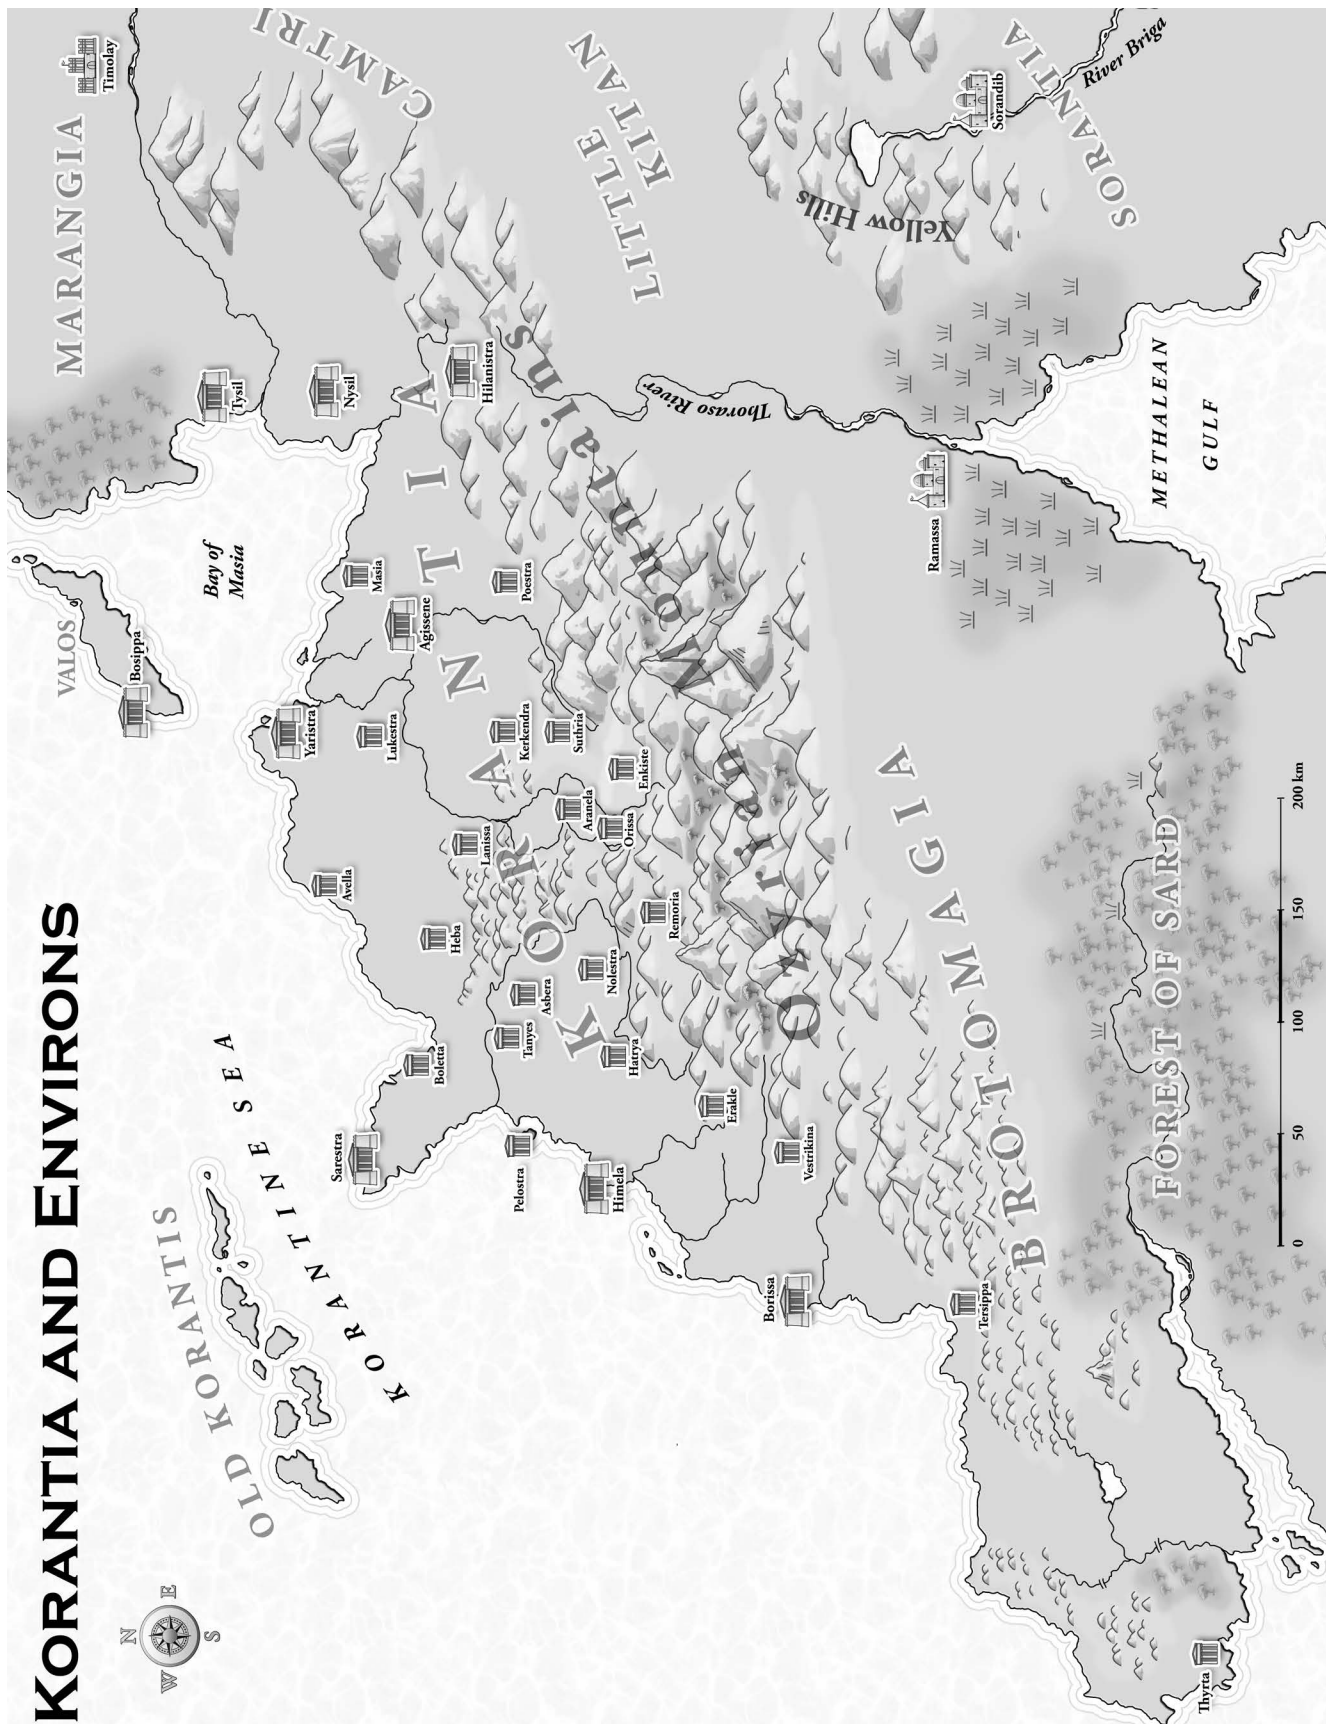 KORANTIA AND ENVIRONS
N
W
E
S
OLD KORANTIS
KORANTINE SEA
VALOS
Bosippa
Bay of
Masia
MARANGIA
Timolay
Tysil
Nysil
CAMTRI
LITTLE
KITAN
SORANTIA
River Briga
Sorandib
Yellow Hills
Hilanistra
Thoraso River
KORANTIA
Sarestra
Boletta
Avella
Heba
Yaristra
Lukestra
Masia
Agissene
Poestra
Lanissa
Kerkendra
Suthria
Enkiste
Aranela
Orissa
Remoria
Nolestra
Asbera
Tanyes
Hatrya
Pelostra
Himela
Erakle
Vestrikina
Borissa
Tersippa
Thyrta
Ozyrrian Mountains
BROTOMAGIA
Ramassa
METHALEAN
GULF
FOREST OF SARD
0
50
100
150
200 km